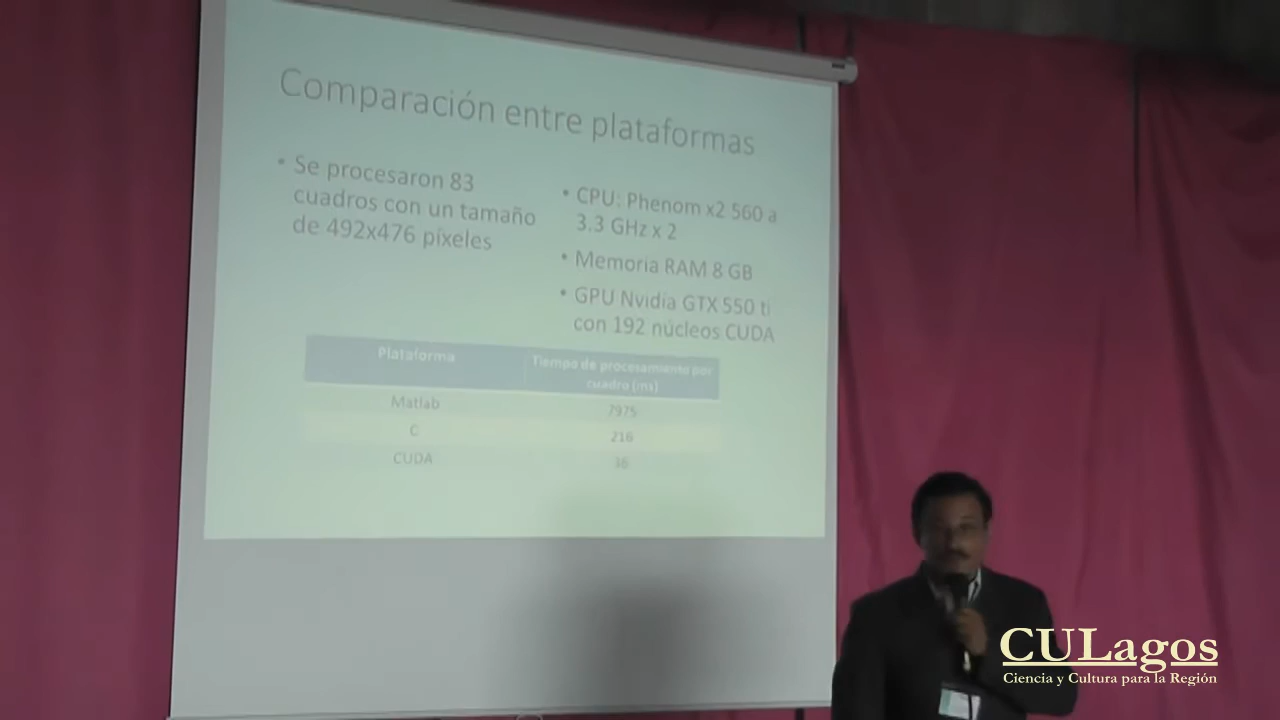 Comparación entre plataformas
• Se procesaron 83
cuadros con un tamaño
de 492x476 píxeles
• CPU: Phenom x2 560 a
3.3 GHz x 2
• Memoria RAM 8 GB
• GPU Nvidia GTX 550 ti
con 192 núcleos CUDA
Plataforma
Tiempo de procesamiento por
cuadro (ms)
Matlab
7975
C
216
CUDA
36
CULagos
Ciencia y Cultura para la Región